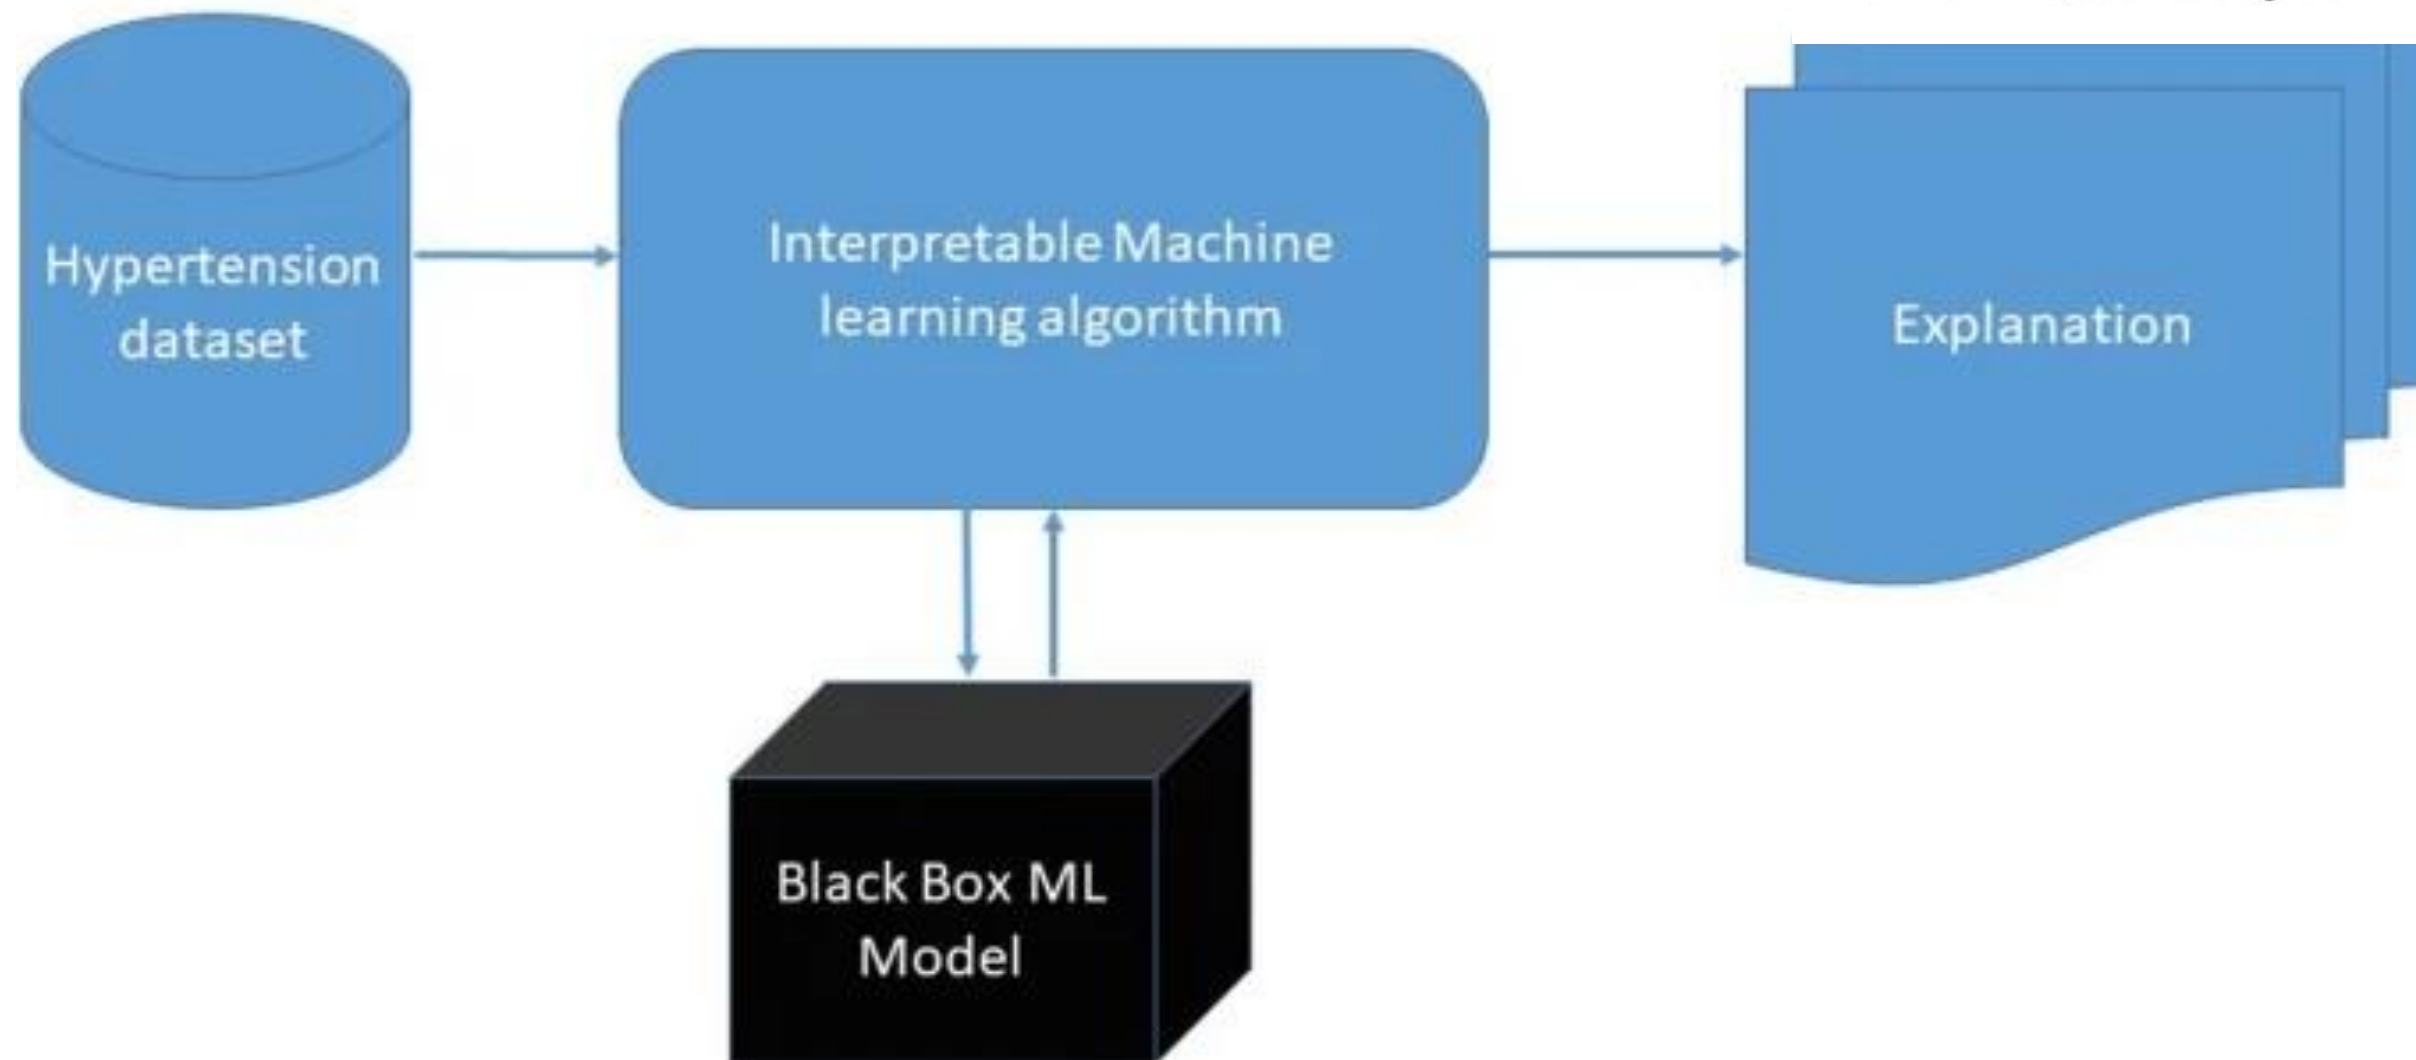 Hypertension
dataset
Interpretable Machine
learning algorithm
Explanation
Black Box ML
Model